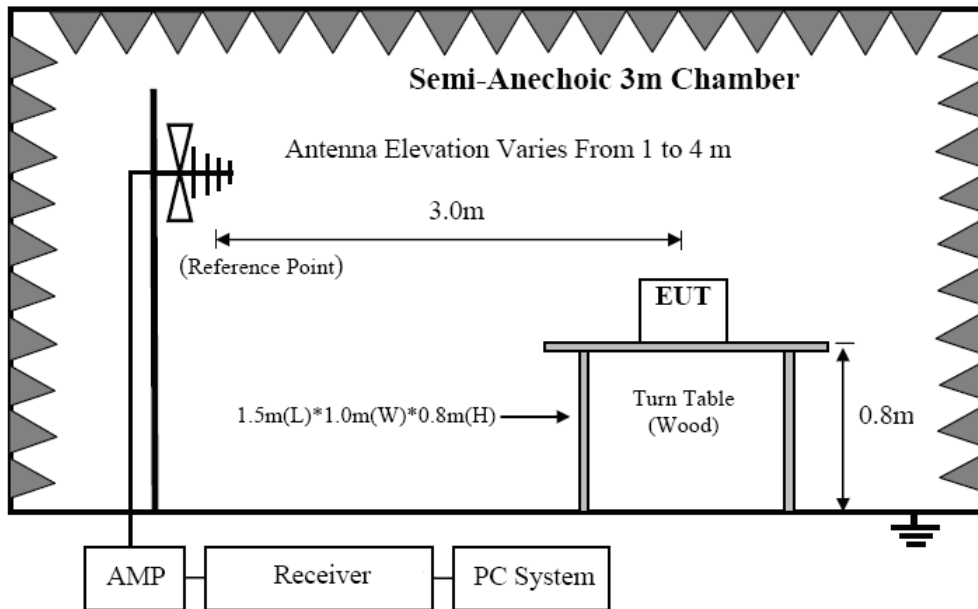 Semi-Anechoic 3m Chamber
Antenna Elevation Varies From 1 to 4 m
3.0m
(Reference Point)
EUT
1.5m(L)*1.0m(W)*0.8m(H)
Turn Table
(Wood)
0.8m
AMP
Receiver
PC System